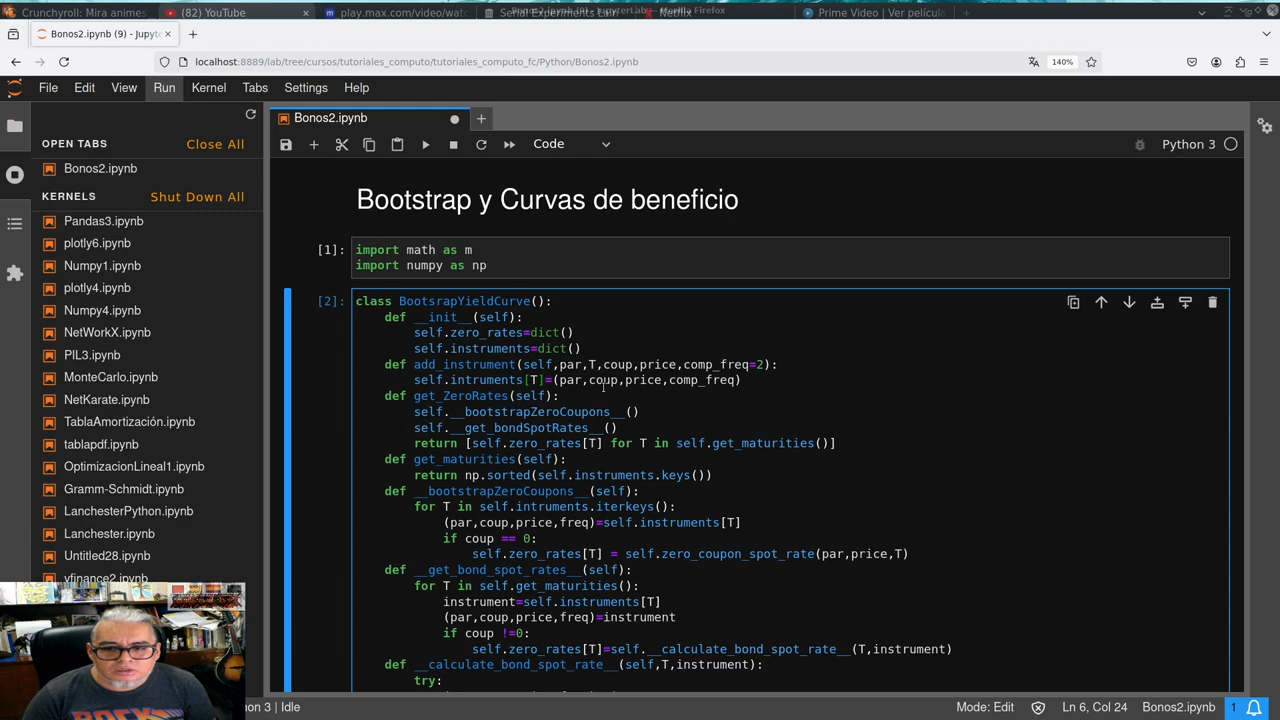 Crunchyroll: Mira animes
(82) YouTube
play.max.com/video/watc
Serial Experiments Lain
Netflix
Prime Video | Ver películ
Bonos2.ipynb (9) - Jupyte
localhost:8889/lab/tree/cursos/tutoriales_computo/tutoriales_computo_fc/Python/Bonos2.ipynb
140%
File Edit View Run Kernel Tabs Settings Help
OPEN TABS
Close All
Bonos2.ipynb
KERNELS
Shut Down All
Pandas3.ipynb
plotly6.ipynb
Numpy1.ipynb
plotly4.ipynb
Numpy4.ipynb
NetWorkX.ipynb
PIL3.ipynb
MonteCarlo.ipynb
NetKarate.ipynb
TablaAmortización.ipynb
tablapdf.ipynb
OptimizacionLineal1.ipynb
Gramm-Schmidt.ipynb
LanchesterPython.ipynb
Lanchester.ipynb
Untitled28.ipynb
vfinance2.ipynb
Bonos2.ipynb
Code
Python 3
Bootstrap y Curvas de beneficio
[1]:
import math as m
import numpy as np
[2]:
class BootsrapYieldCurve():
def __init__(self):
self.zero_rates=dict()
self.instruments=dict()
def add_instrument(self,par,T,coup,price,comp_freq=2):
self.intruments[T]=(par,coup,price,comp_freq)
def get_ZeroRates(self):
self.__bootstrapZeroCoupons__()
self.__get_bondSpotRates__()
return [self.zero_rates[T] for T in self.get_maturities()]
def get_maturities(self):
return np.sorted(self.instruments.keys())
def __bootstrapZeroCoupons__(self):
for T in self.intruments.iterkeys():
(par,coup,price,freq)=self.instruments[T]
if coup == 0:
self.zero_rates[T] = self.zero_coupon_spot_rate(par,price,T)
def __get_bond_spot_rates__(self):
for T in self.get_maturities():
instrument=self.instruments[T]
(par,coup,price,freq)=instrument
if coup !=0:
self.zero_rates[T]=self.__calculate_bond_spot_rate__(T,instrument)
def __calculate_bond_spot_rate__(self,T,instrument):
try:
n 3 | Idle
Mode: Edit
Ln 6, Col 24
Bonos2.ipynb
1